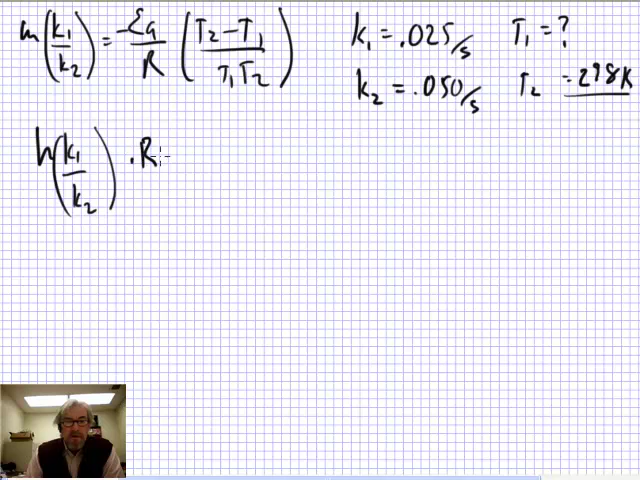 ln(k₁/k₂) = -Ea/R (T₂-T₁/T₁T₂) k₁ = .025/s T₁ = ?
k₂ = .050/s T₂ = 298K
ln(k₁/k₂) . R